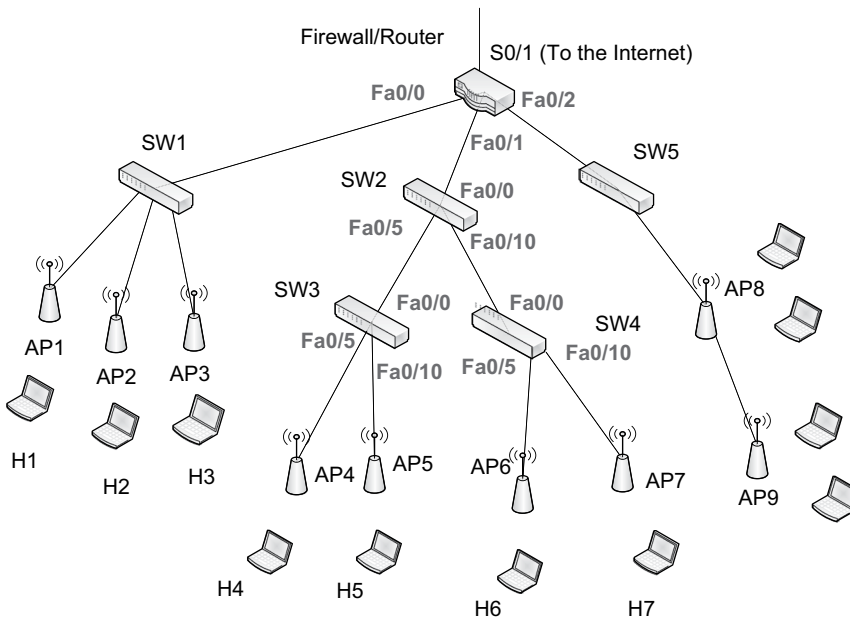 Firewall/Router
S0/1 (To the Internet)
Fa0/0
Fa0/2
Fa0/1
SW1
SW5
SW2
Fa0/0
Fa0/5
Fa0/10
SW3
Fa0/0
Fa0/5
Fa0/10
Fa0/0
SW4
Fa0/5
Fa0/10
AP8
AP1
AP2
AP3
H1
H2
H3
AP4
AP5
AP6
AP7
AP9
H4
H5
H6
H7